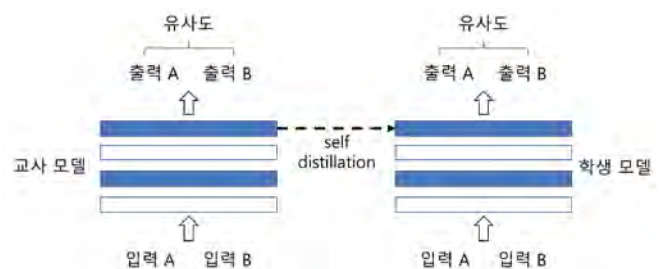 유사도
유사도
출력 A 출력 B
출력 A 출력 B
교사 모델
self
distillation
학생 모델
입력 A 입력 B
입력 A 입력 B